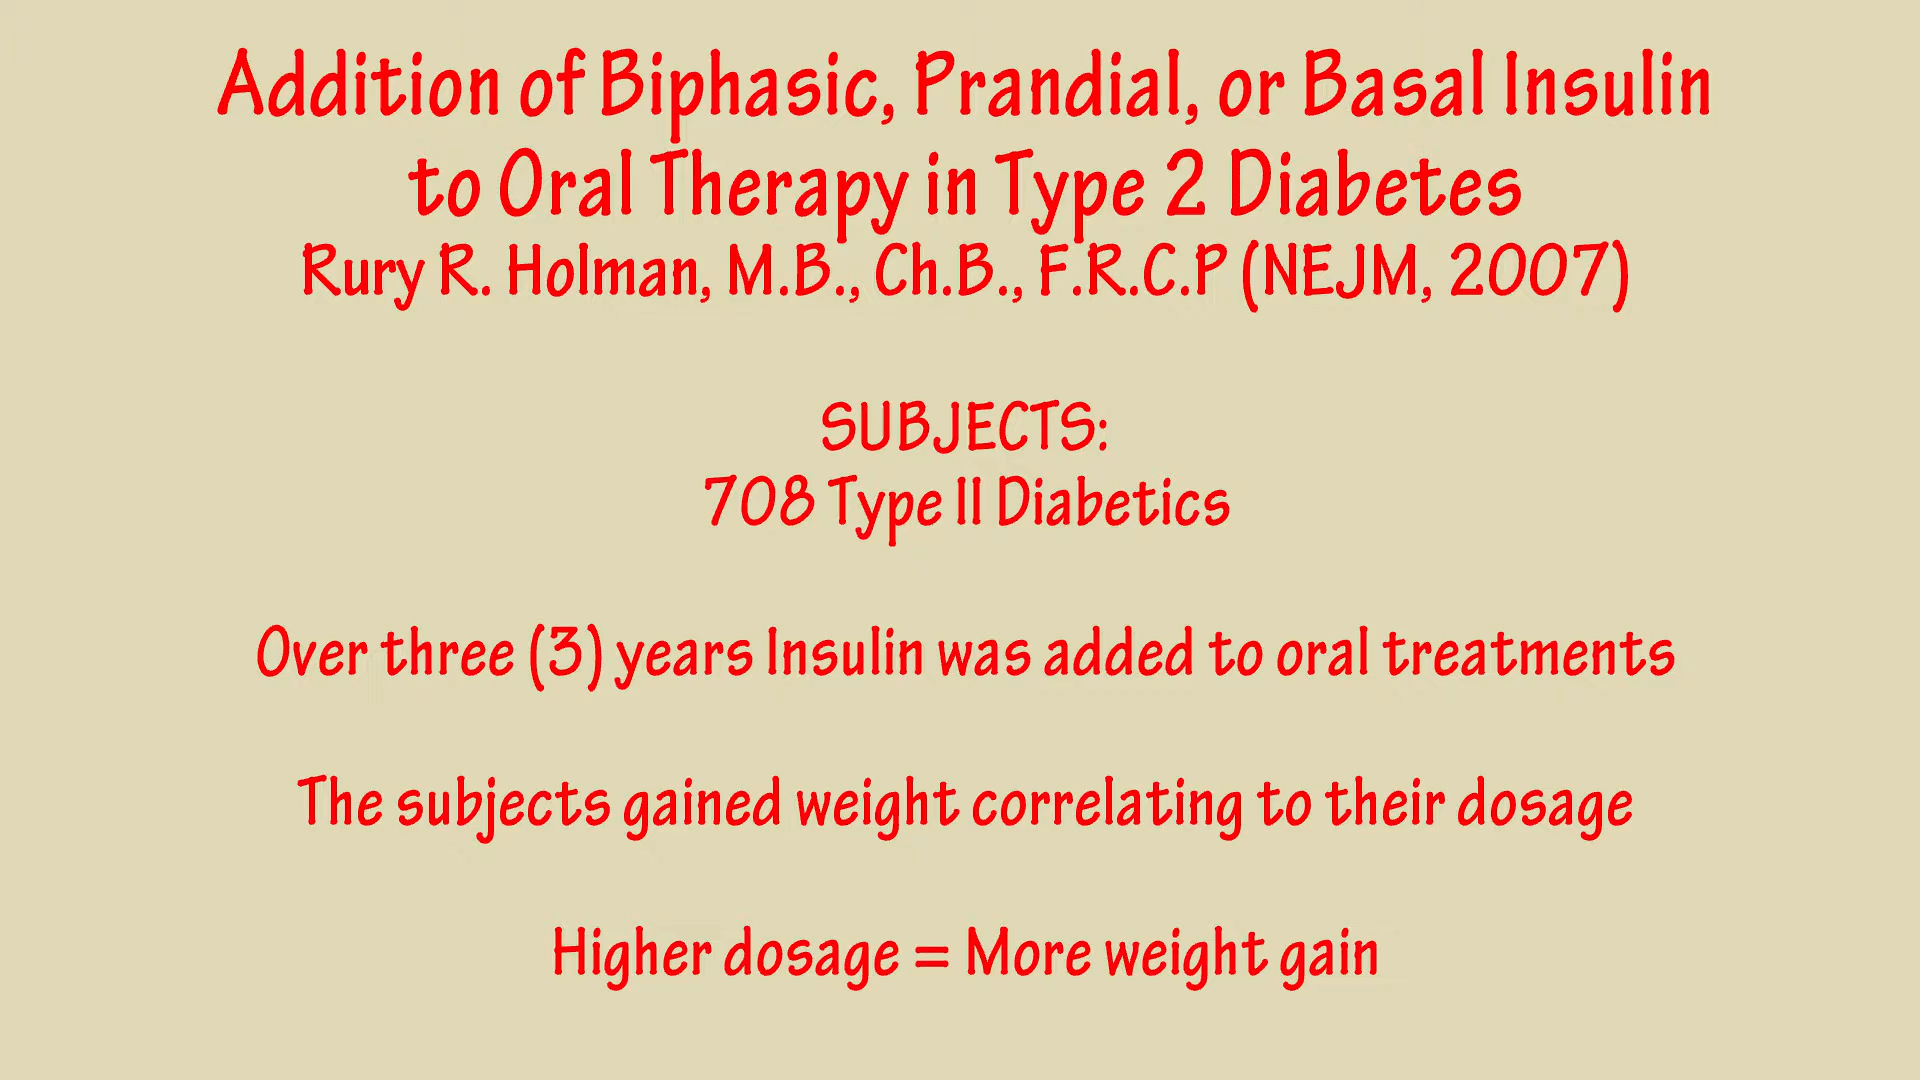 Addition of Biphasic, Prandial, or Basal Insulin
to Oral Therapy in Type 2 Diabetes
Rury R. Holman, M.B., Ch.B., F.R.C.P (NEJM, 2007)
SUBJECTS:
708 Type II Diabetics
Over three (3) years Insulin was added to oral treatments
The subjects gained weight correlating to their dosage
Higher dosage = More weight gain